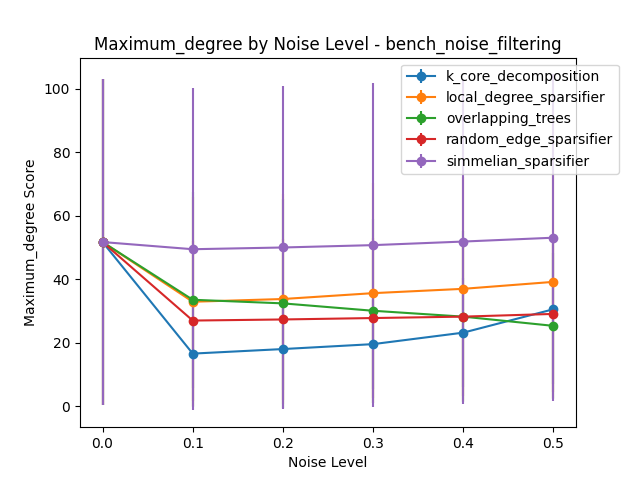 Maximum_degree by Noise Level - bench_noise_filtering
k_core_decomposition
local_degree_sparsifier
overlapping_trees
random_edge_sparsifier
simmelian_sparsifier
Maximum_degree Score
100
80
60
40
20
0
0.0 0.1 0.2 0.3 0.4 0.5
Noise Level